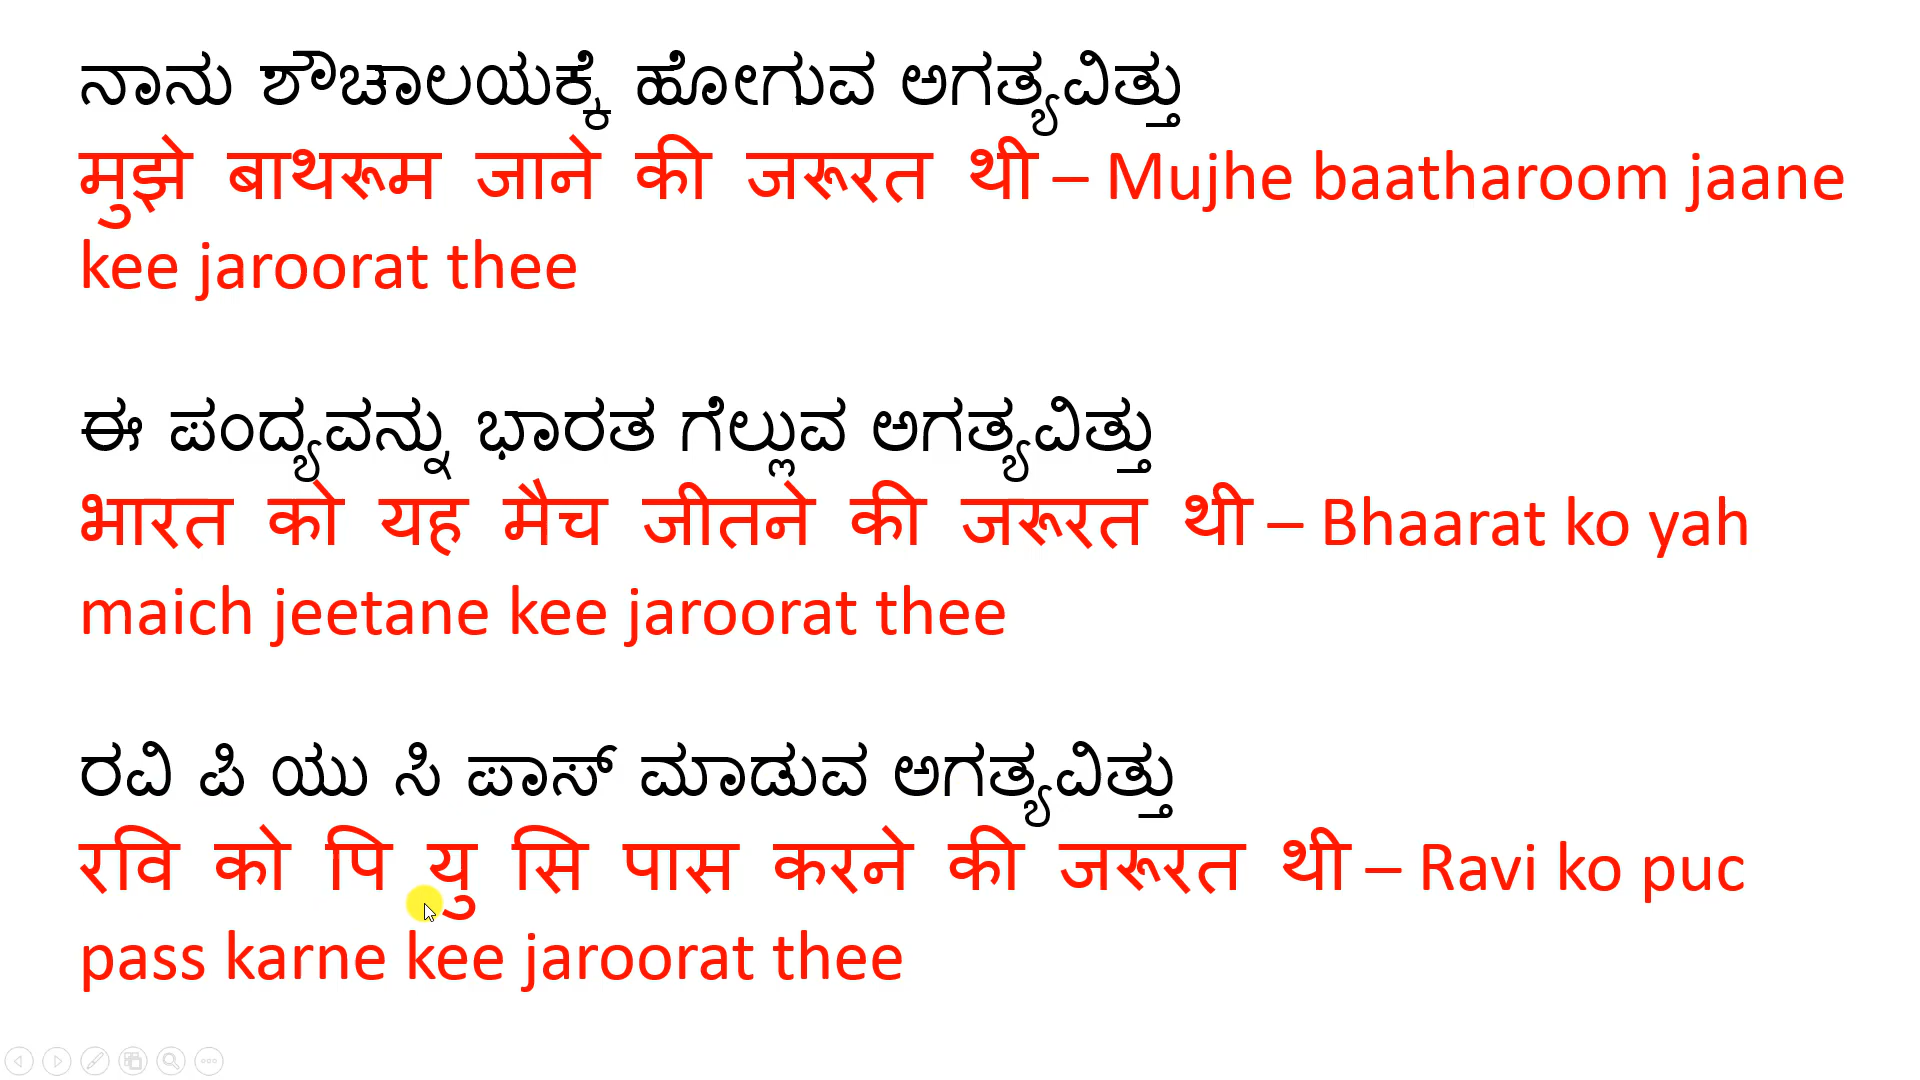 ನಾನು ಶೌಚಾಲಯಕ್ಕೆ ಹೋಗುವ ಅಗತ್ಯವಿತ್ತು
मुझे बाथरूम जाने की जरूरत थी – Mujhe baatharoom jaane
kee jaroorat thee
ಈ ಪಂದ್ಯವನ್ನು ಭಾರತ ಗೆಲ್ಲುವ ಅಗತ್ಯವಿತ್ತು
भारत को यह मैच जीतने की जरूरत थी – Bhaarat ko yah
maich jeetane kee jaroorat thee
ರವಿ ಪಿ ಯು ಸಿ ಪಾಸ್ ಮಾಡುವ ಅಗತ್ಯವಿತ್ತು
रवि को पि यु सि पास करने की जरूरत थी – Ravi ko puc
pass karne kee jaroorat thee